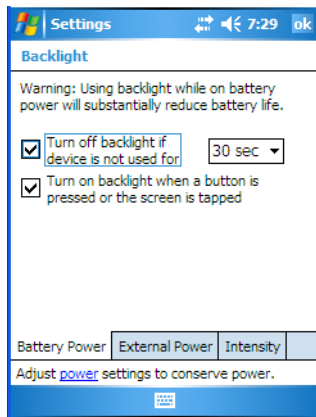 Settings 7:29 ok
Backlight
Warning: Using backlight while on battery
power will substantially reduce battery life.
Turn off backlight if
device is not used for 30 sec
Turn on backlight when a button is
pressed or the screen is tapped
Battery Power External Power Intensity
Adjust power settings to conserve power.